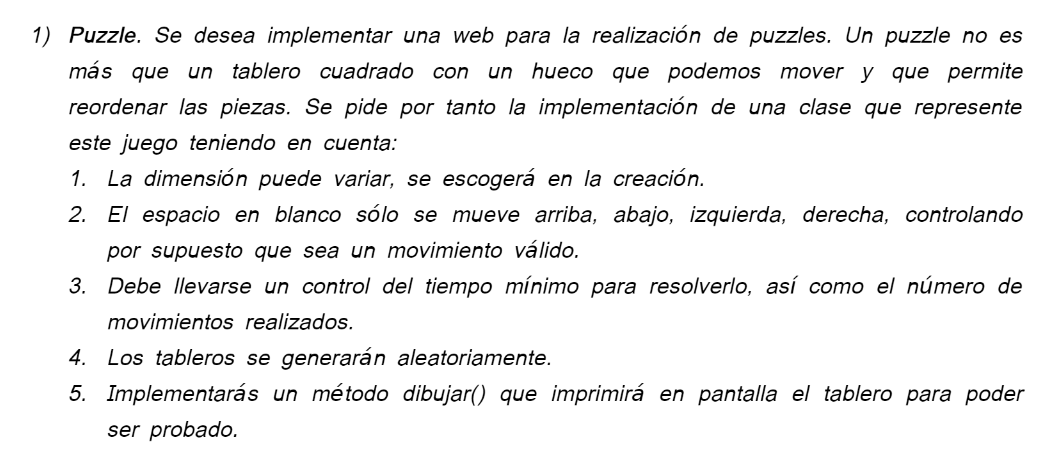 1) Puzzle. Se desea implementar una web para la realización de puzzles. Un puzzle no es
más que un tablero cuadrado con un hueco que podemos mover y que permite
reordenar las piezas. Se pide por tanto la implementación de una clase que represente
este juego teniendo en cuenta:
1. La dimensión puede variar, se escogerá en la creación.
2. El espacio en blanco sólo se mueve arriba, abajo, izquierda, derecha, controlando
por supuesto que sea un movimiento válido.
3. Debe llevarse un control del tiempo mínimo para resolverlo, así como el número de
movimientos realizados.
4. Los tableros se generarán aleatoriamente.
5. Implementarás un método dibujar() que imprimirá en pantalla el tablero para poder
ser probado.